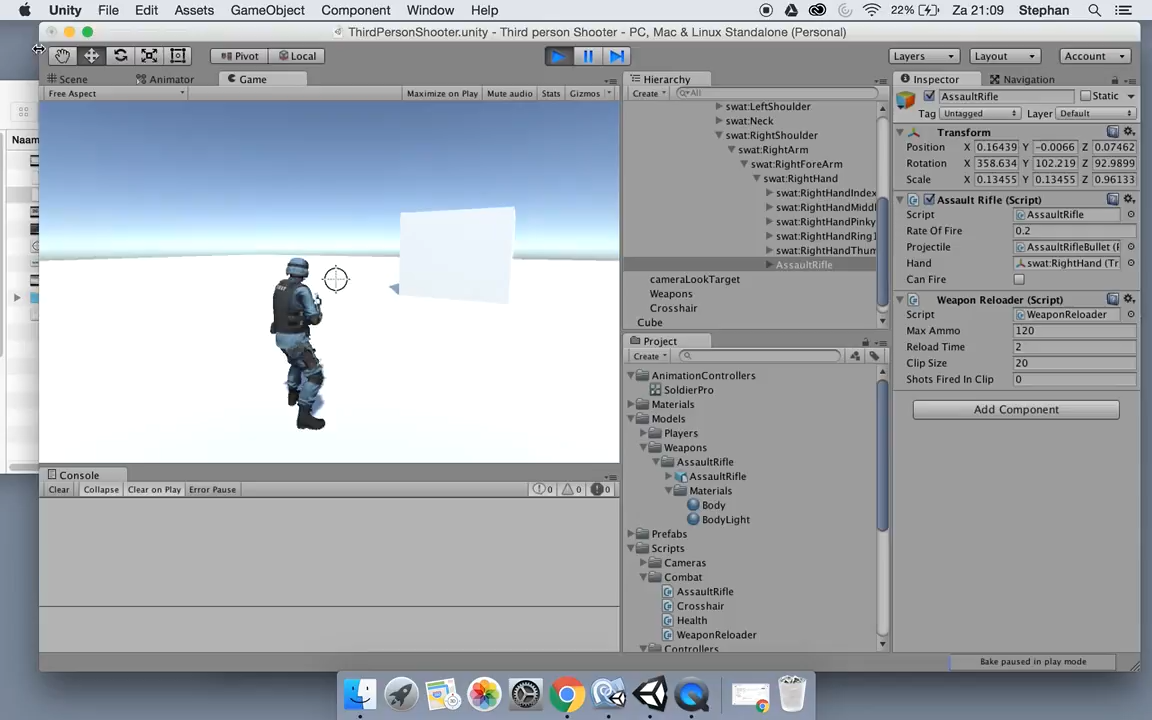 Unity File Edit Assets GameObject Component Window Help 22% Za 21:09 Stephan
ThirdPersonShooter.unity - Third person Shooter - PC, Mac & Linux Standalone (Personal)
Pivot Local Layers Layout Account
Scene Animator Game Hierarchy Inspector Navigation
Free Aspect Maximize on Play Mute audio Stats Gizmos
Create All
AssaultRifle Static
Tag Untagged Layer Default
Naam
swat:LeftShoulder
swat:Neck
swat:RightShoulder
swat:RightArm
swat:RightForeArm
swat:RightHand
swat:RightHandIndex
swat:RightHandMiddl
swat:RightHandPinky
swat:RightHandRing1
swat:RightHandThum
AssaultRifle
cameraLookTarget
Weapons
Crosshair
Cube
Transform
Position X 0.16439 Y -0.0066 Z 0.07462
Rotation X 358.634 Y 102.219 Z 92.9899
Scale X 0.13455 Y 0.13455 Z 0.96133
Assault Rifle (Script)
Script AssaultRifle
Rate Of Fire 0.2
Projectile AssaultRifleBullet (
Hand swat:RightHand (Tr
Can Fire
Weapon Reloader (Script)
Script WeaponReloader
Max Ammo 120
Reload Time 2
Clip Size 20
Shots Fired In Clip 0
Add Component
Project
Create
AnimationControllers
SoldierPro
Materials
Models
Players
Weapons
AssaultRifle
AssaultRifle
Materials
Body
BodyLight
Prefabs
Scripts
Cameras
Combat
AssaultRifle
Crosshair
Health
WeaponReloader
Controllers
Console
Clear Collapse Clear on Play Error Pause 0 0 0
Bake paused in play mode